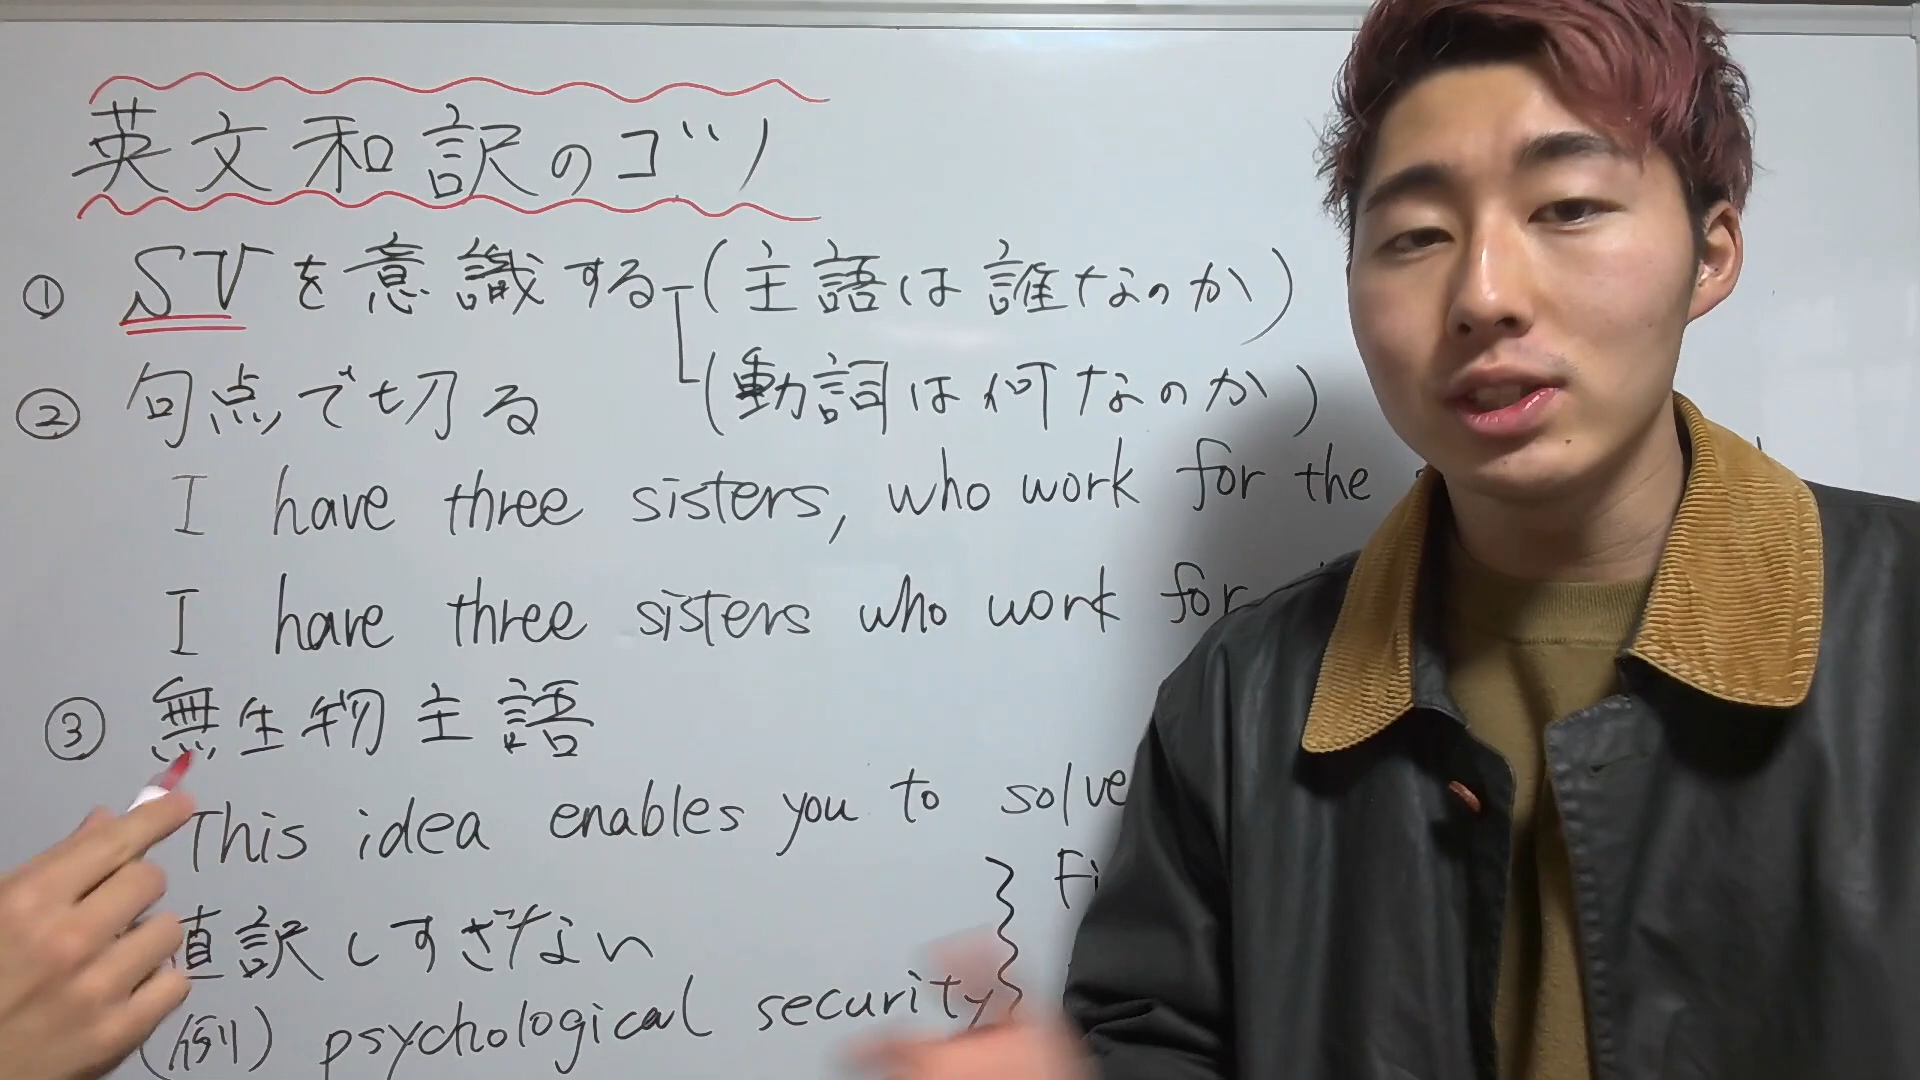 英文和訳のゴツ
① SVを意識する (主語は誰なのか)
(動詞は何なのか)
② 句点で切る
I have three sisters, who work for the
I have three sisters who work for
③ 無生物主語
This idea enables you to solve
直訳しすぎない
(例) psychological security